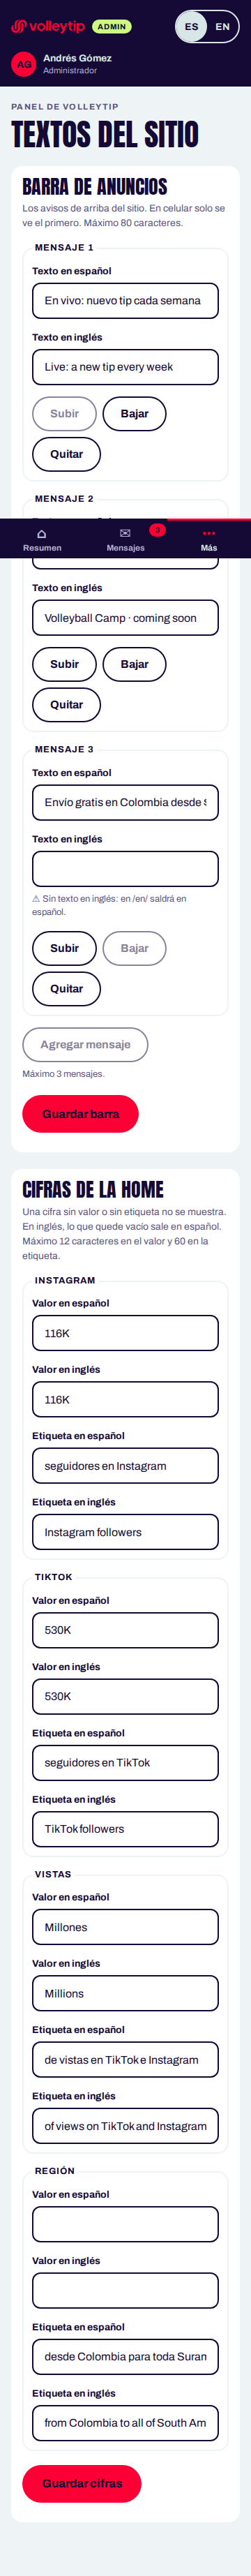 volleytip ADMIN ES EN
AG Andrés Gómez
Administrador
PANEL DE VOLLEYTIP
TEXTOS DEL SITIO
BARRA DE ANUNCIOS
Los avisos de arriba del sitio. En celular solo se
ve el primero. Máximo 80 caracteres.
MENSAJE 1
Texto en español
En vivo: nuevo tip cada semana
Texto en inglés
Live: a new tip every week
Subir Bajar
Quitar
MENSAJE 2
Resumen Mensajes 3 Más
Texto en inglés
Volleyball Camp · coming soon
Subir Bajar
Quitar
MENSAJE 3
Texto en español
Envío gratis en Colombia desde
Texto en inglés
⚠ Sin texto en inglés: en /en/ saldrá en
español.
Subir Bajar
Quitar
Agregar mensaje
Máximo 3 mensajes.
Guardar barra
CIFRAS DE LA HOME
Una cifra sin valor o sin etiqueta no se muestra.
En inglés, lo que quede vacío sale en español.
Máximo 12 caracteres en el valor y 60 en la
etiqueta.
INSTAGRAM
Valor en español
116K
Valor en inglés
116K
Etiqueta en español
seguidores en Instagram
Etiqueta en inglés
Instagram followers
TIKTOK
Valor en español
530K
Valor en inglés
530K
Etiqueta en español
seguidores en TikTok
Etiqueta en inglés
TikTok followers
VISTAS
Valor en español
Millones
Valor en inglés
Millions
Etiqueta en español
de vistas en TikTok e Instagram
Etiqueta en inglés
of views on TikTok and Instagram
REGIÓN
Valor en español
Valor en inglés
Etiqueta en español
desde Colombia para toda Suram
Etiqueta en inglés
from Colombia to all of South Am
Guardar cifras